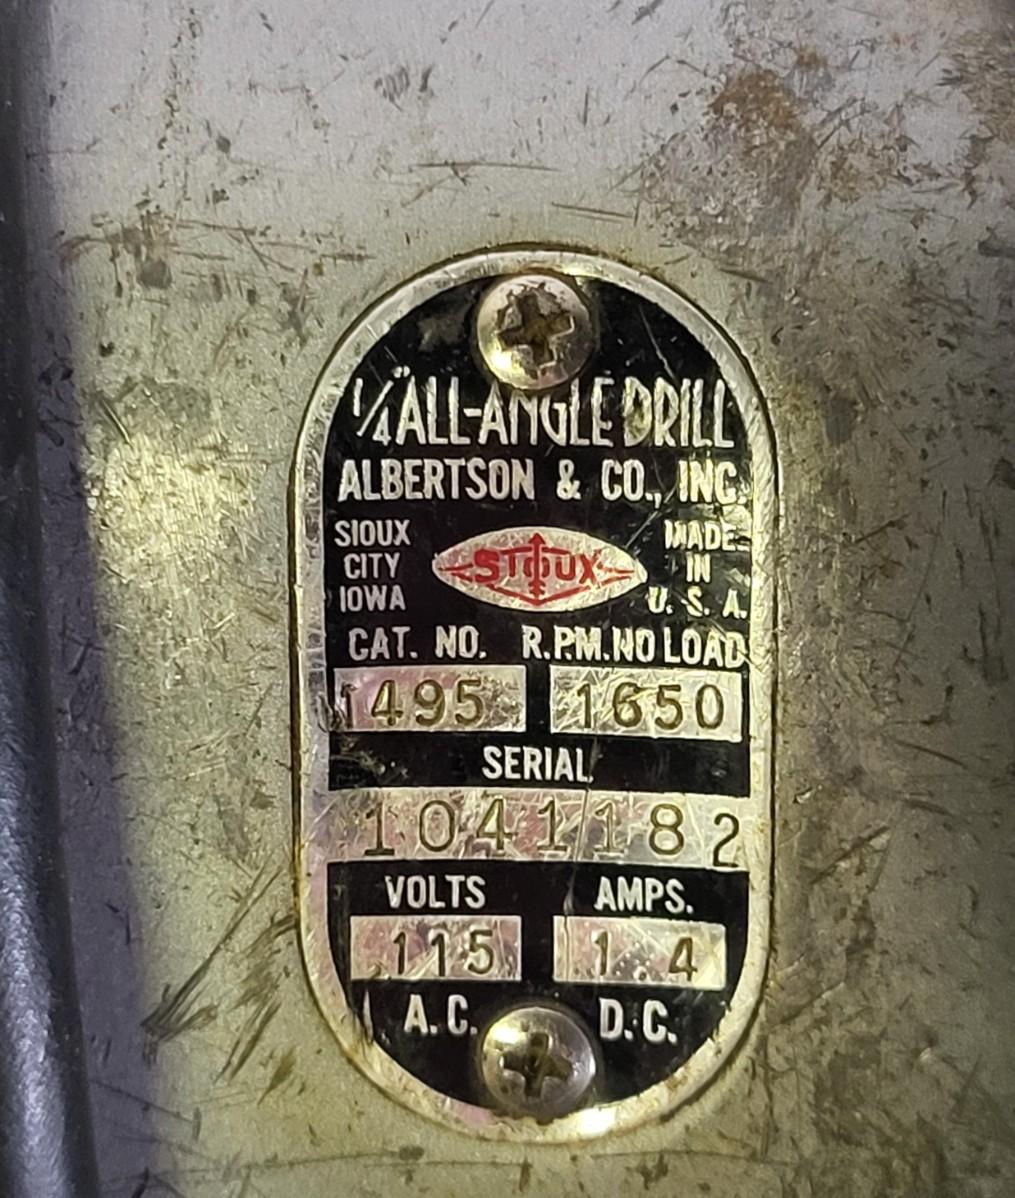 1/4" ALL-ANGLE DRILL
ALBERTSON & CO., INC.
SIOUX
CITY
IOWA
SIOUX
MADE
IN
U. S. A.
CAT. NO. R.P.M. NO LOAD
1495 1650
SERIAL
1041182
VOLTS AMPS.
115 1.4
A.C. D.C.